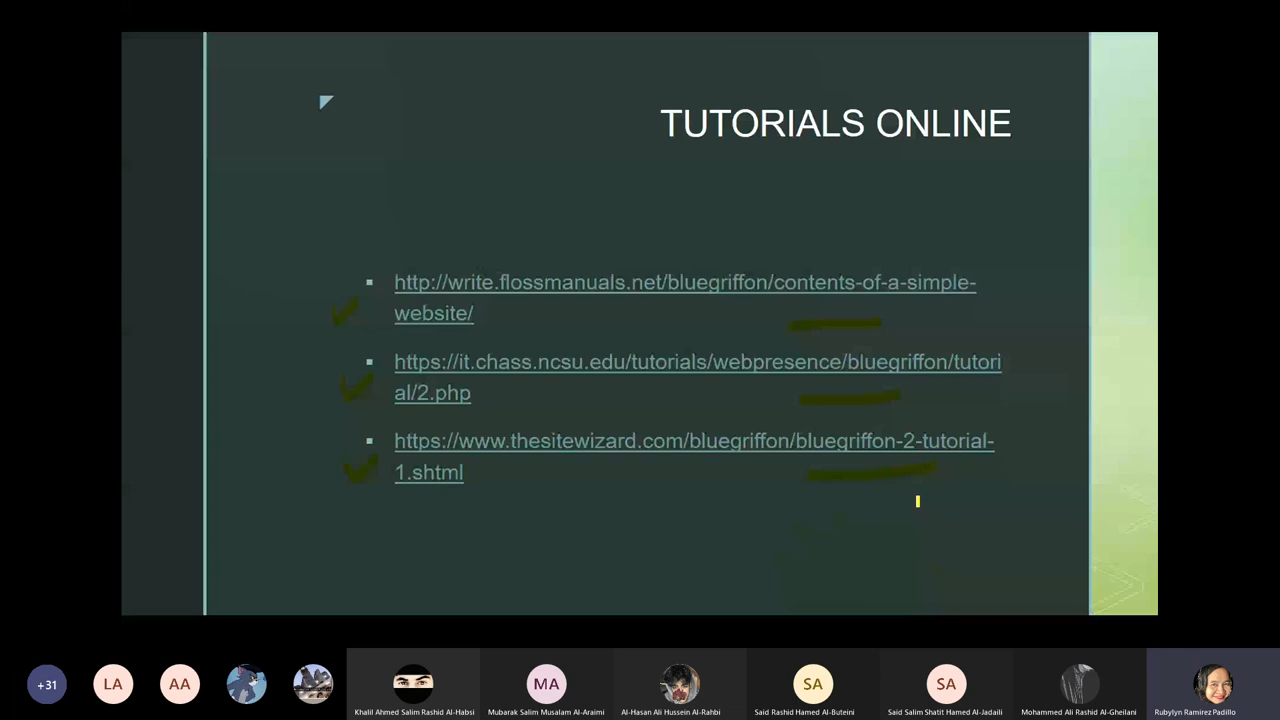 TUTORIALS ONLINE
http://write.flossmanuals.net/bluegriffon/contents-of-a-simple-
website/
https://it.chass.ncsu.edu/tutorials/webpresence/bluegriffon/tutori
al/2.php
https://www.thesitewizard.com/bluegriffon/bluegriffon-2-tutorial-
1.shtml
+31
LA
AA
MA
SA
SA
Khalil Ahmed Salim Rashid Al-Habsi
Mubarak Salim Musalam Al-Araimi
Al-Hasan Ali Hussein Al-Rahbi
Said Rashid Hamed Al-Buteini
Said Salim Shatit Hamed Al-Jadaili
Mohammed Ali Rashid Al-Gheilani
Rubylyn Ramirez Padillo